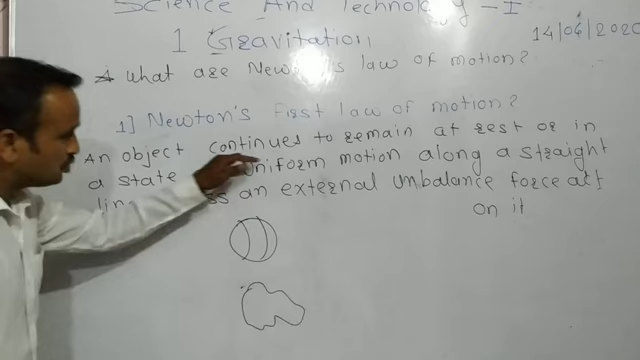 Science And Technology - I
14/06/2020
1 Gravitation
what are Newton's law of motion?
1] Newton's First law of motion?
An object continues to remain at rest or in
a state uniform motion along a straight
an external unbalance force act
on it